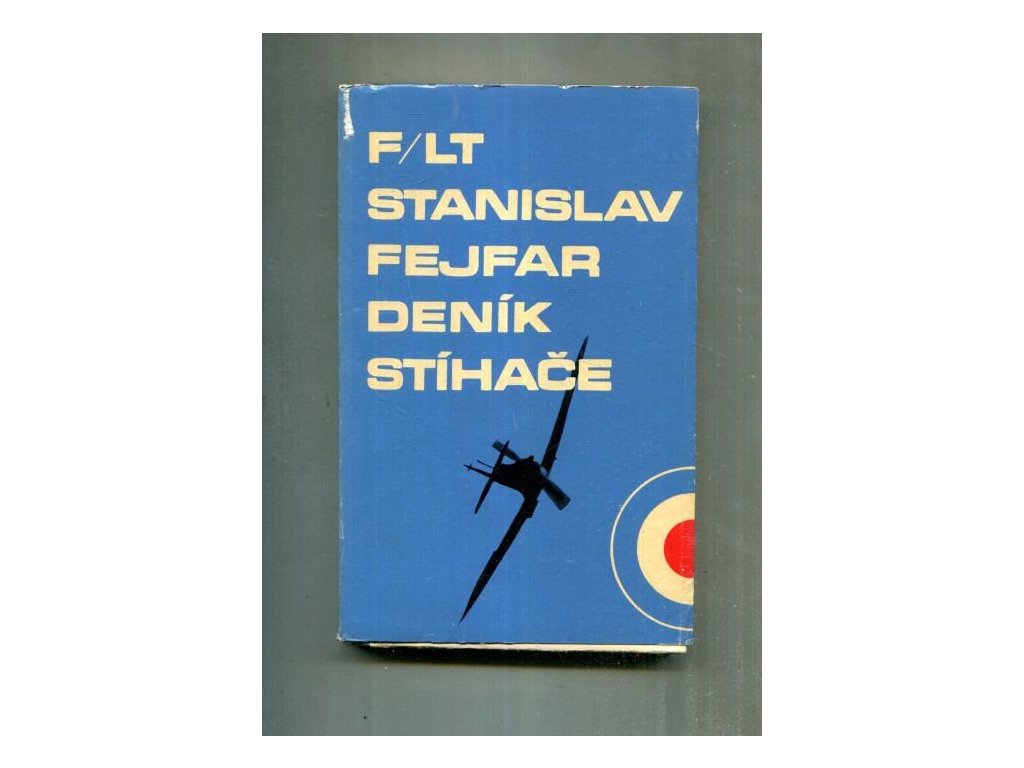 F/LT
STANISLAV
FEJFAR
DENÍK
STÍHAČE